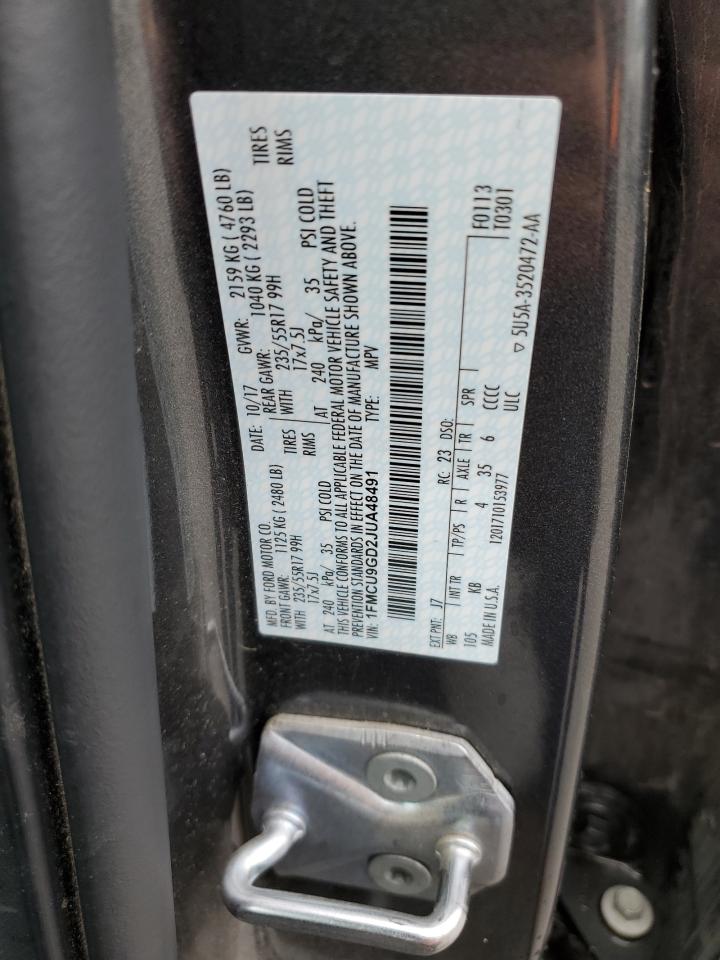 MFD. BY FORD MOTOR CO. DATE: 10/17 GVWR: 2159 KG ( 4760 LB)
FRONT GAWR: 1125 KG ( 2480 LB) REAR GAWR: 1040 KG ( 2293 LB)
WITH 235/55R17 99H TIRES WITH 235/55R17 99H TIRES
17x7.5J RIMS 17x7.5J RIMS
AT 240 kPa/ 35 PSI COLD AT 240 kPa/ 35 PSI COLD
THIS VEHICLE CONFORMS TO ALL APPLICABLE FEDERAL MOTOR VEHICLE SAFETY AND THEFT
PREVENTION STANDARDS IN EFFECT ON THE DATE OF MANUFACTURE SHOWN ABOVE.
VIN: 1FMCU9GD2JUA48491 TYPE: MPV
EXT PNT: J7 RC: 23 DSO: F0113
T0301
WB INT TR TP/PS R AXLE TR SPR
105 KB 4 35 6 CCCC
MADE IN U.S.A. 1201710153977 ULC ▽ 5U5A-3520472-AA